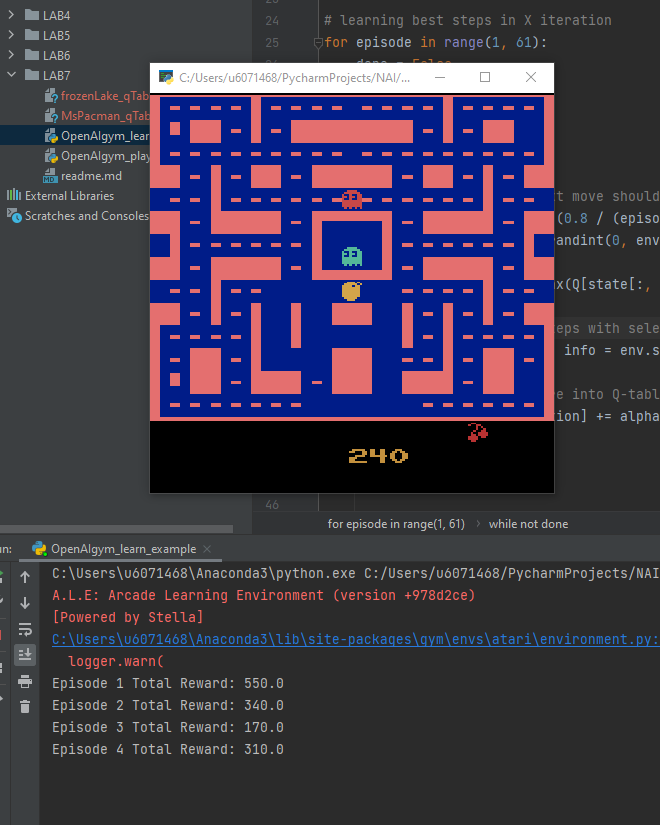 LAB4
LAB5
LAB6
LAB7
frozenLake_qTab
MsPacman_qTab
OpenAIgym_lear
OpenAIgym_play
readme.md
External Libraries
Scratches and Consoles
24 # learning best steps in X iteration
25 for episode in range(1, 61):
C:/Users/u6071468/PycharmProjects/NAI/...
t move should
(0.8 / (episo
andint(0, env
x(Q[state[:,
eps with sele
info = env.s
e into Q-tabl
ion] += alpha
240
46
for episode in range(1, 61) › while not done
un: OpenAIgym_learn_example
C:\Users\u6071468\Anaconda3\python.exe C:/Users/u6071468/PycharmProjects/NAI
A.L.E: Arcade Learning Environment (version +978d2ce)
[Powered by Stella]
C:\Users\u6071468\Anaconda3\lib\site-packages\gym\envs\atari\environment.py:
logger.warn(
Episode 1 Total Reward: 550.0
Episode 2 Total Reward: 340.0
Episode 3 Total Reward: 170.0
Episode 4 Total Reward: 310.0